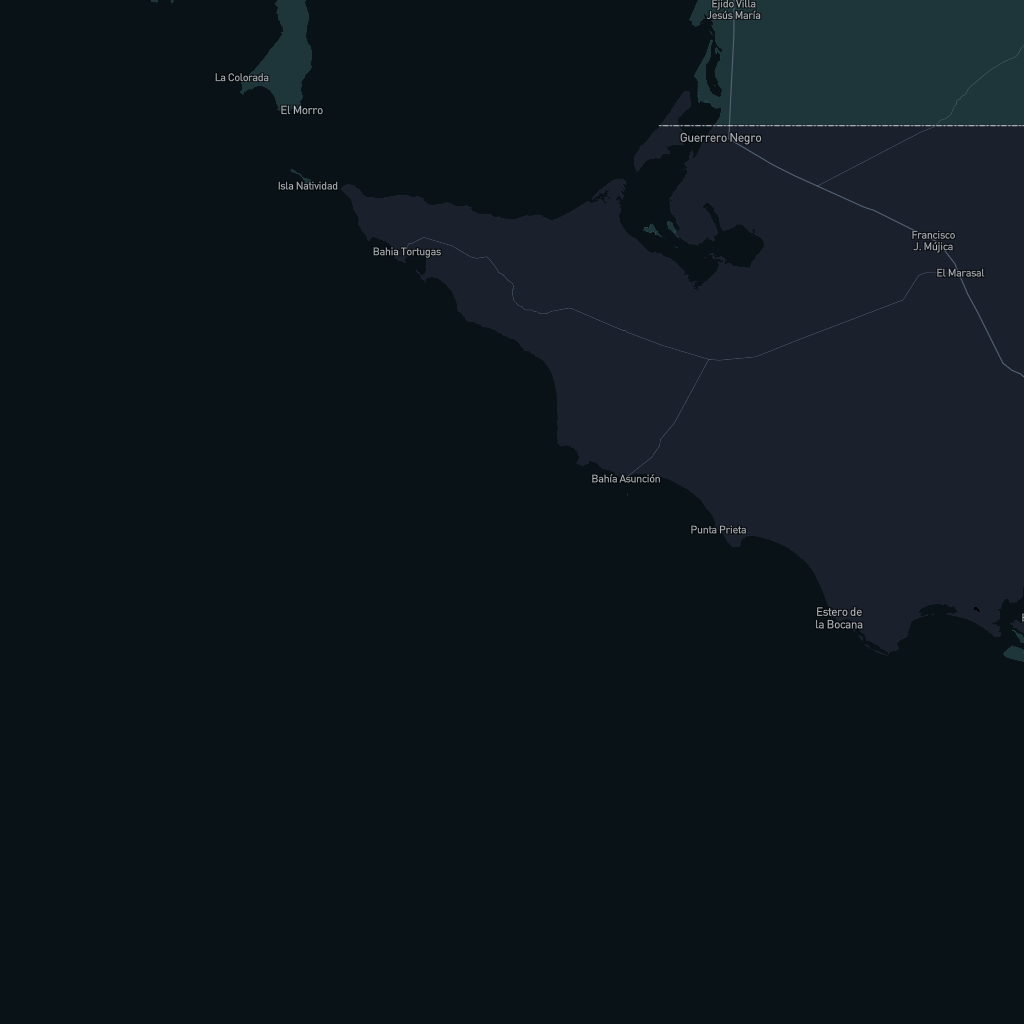 Ejido Villa
Jesús María
La Colorada
El Morro
Guerrero Negro
Isla Natividad
Francisco
J. Mújica
Bahia Tortugas
El Marasal
Bahía Asunción
Punta Prieta
Estero de
la Bocana